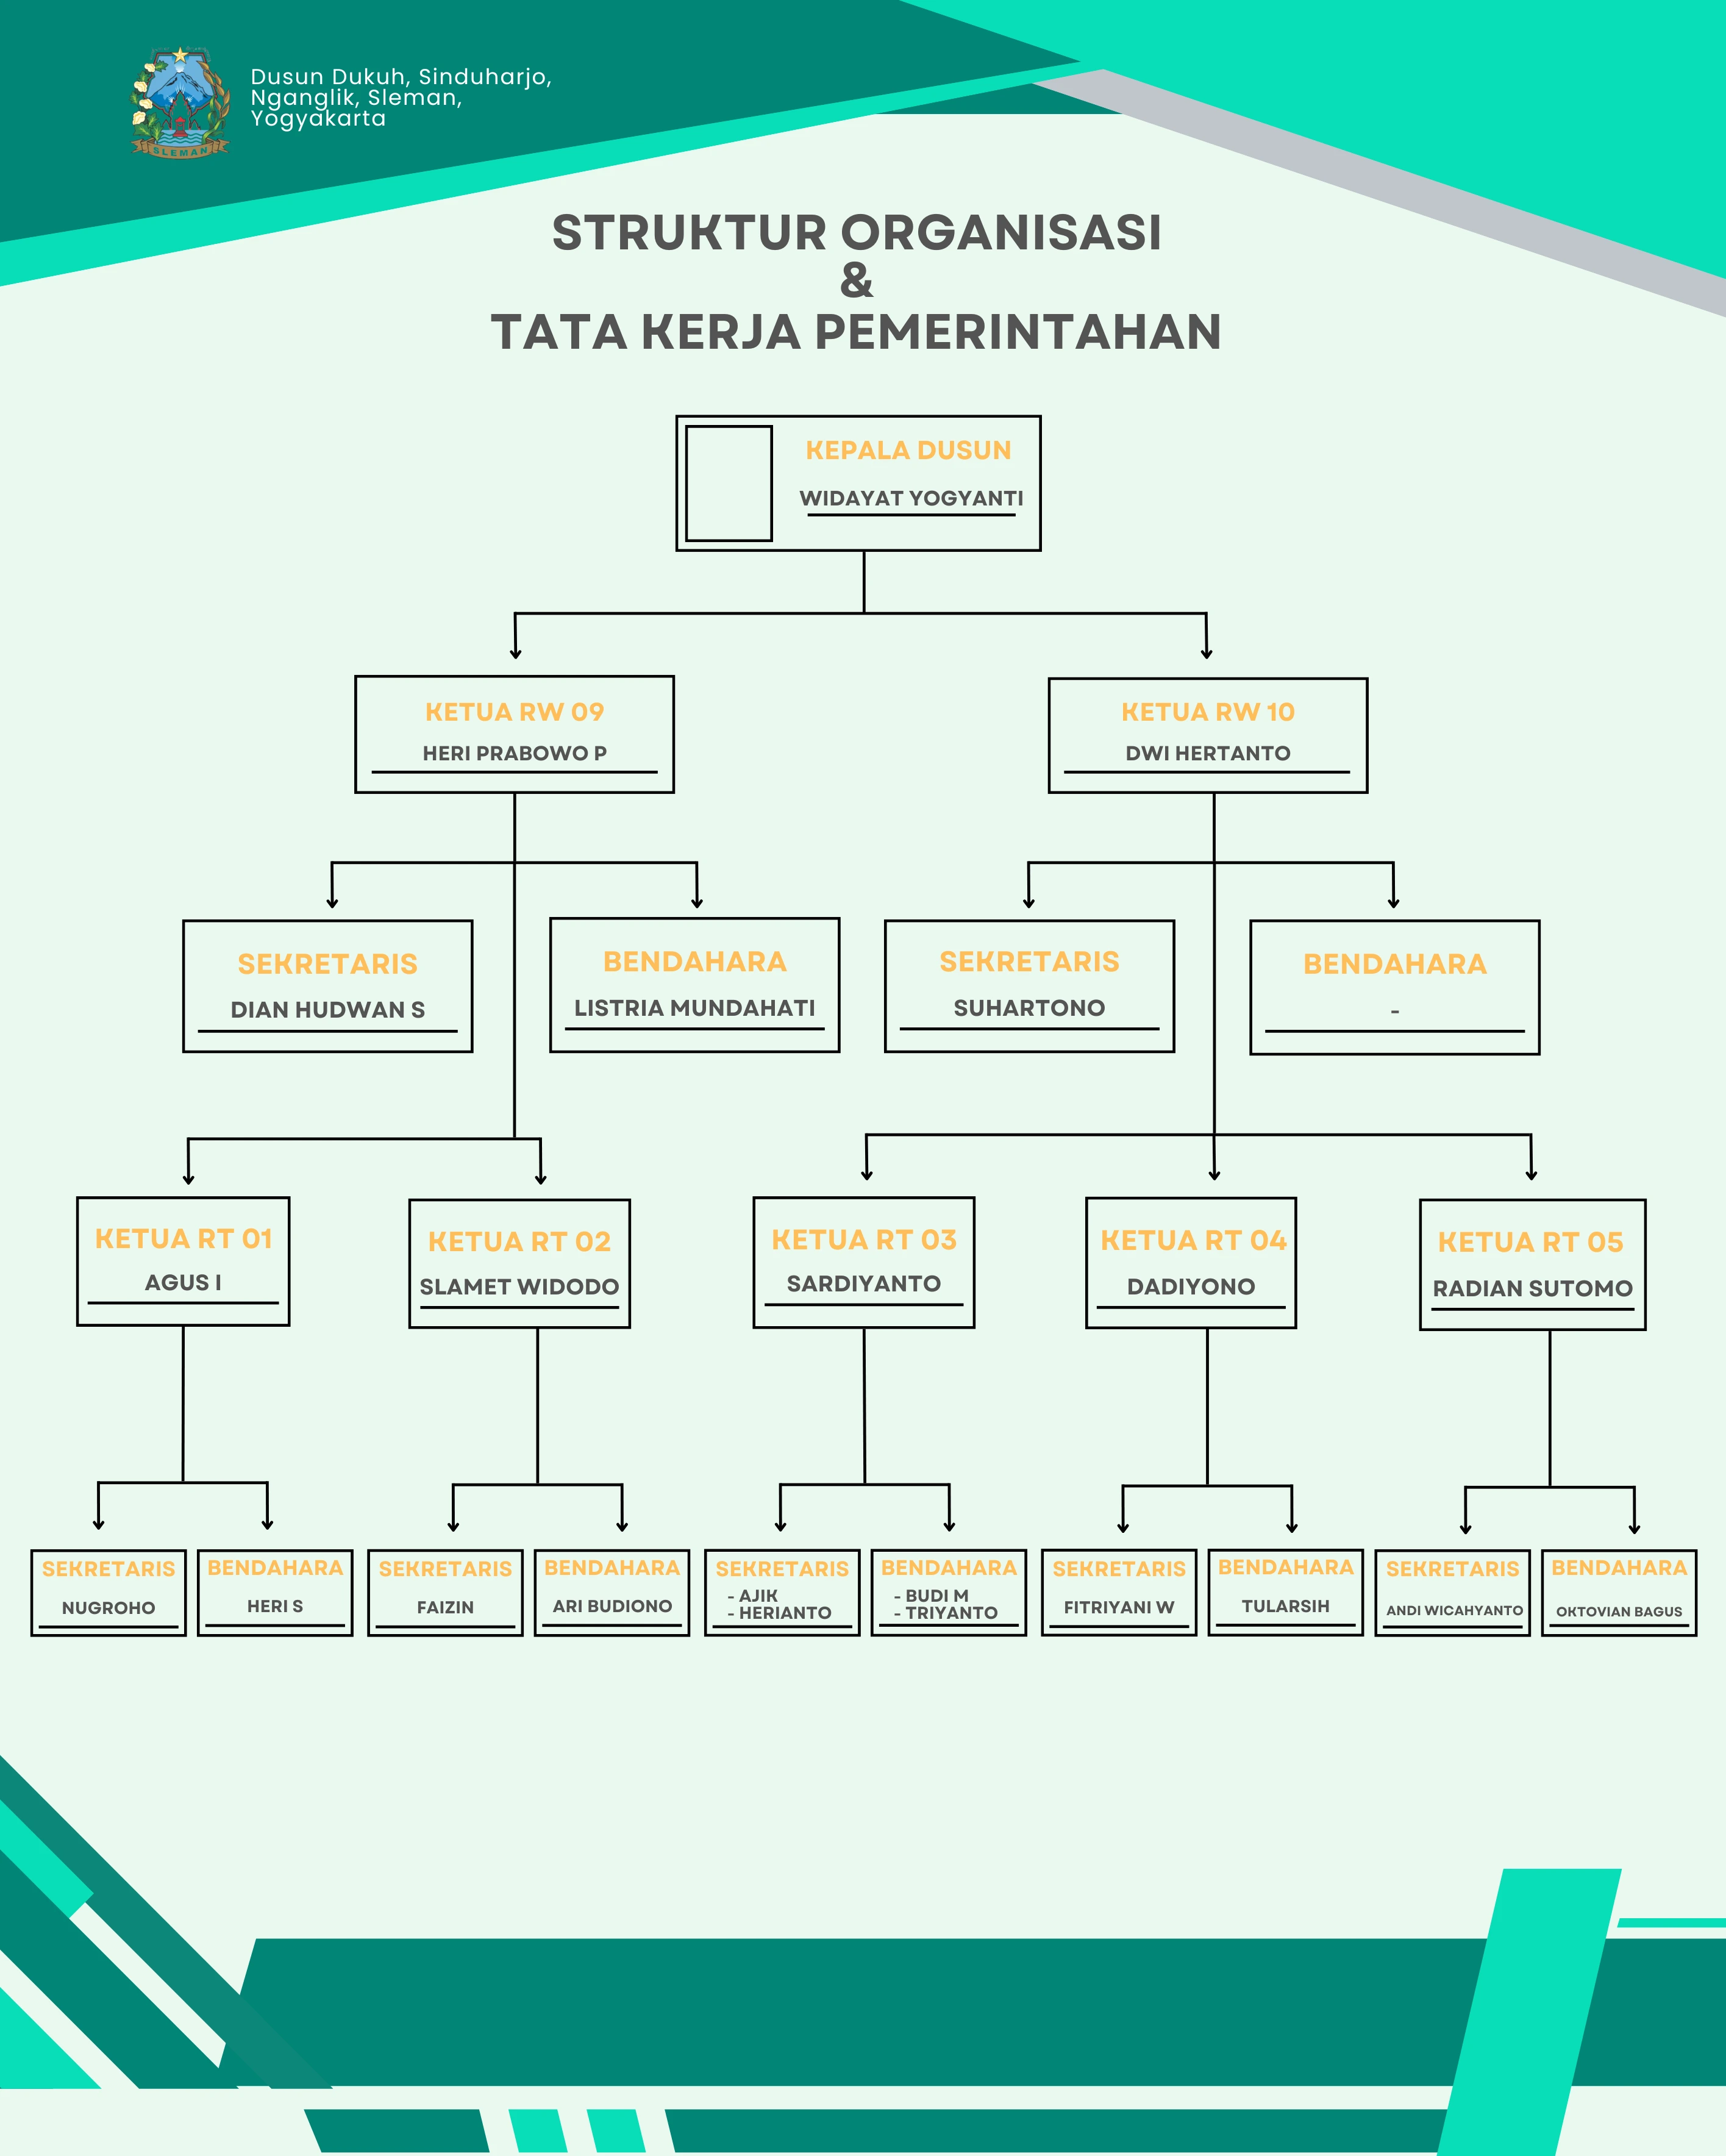 Dusun Dukuh, Sinduharjo,
Nganglik, Sleman,
Yogyakarta
SLEMAN
STRUKTUR ORGANISASI
&
TATA KERJA PEMERINTAHAN
KEPALA DUSUN
WIDAYAT YOGYANTI
KETUA RW 09
HERI PRABOWO P
KETUA RW 10
DWI HERTANTO
SEKRETARIS
DIAN HUDWAN S
BENDAHARA
LISTRIA MUNDAHATI
SEKRETARIS
SUHARTONO
BENDAHARA
-
KETUA RT 01
AGUS I
KETUA RT 02
SLAMET WIDODO
KETUA RT 03
SARDIYANTO
KETUA RT 04
DADIYONO
KETUA RT 05
RADIAN SUTOMO
SEKRETARIS
NUGROHO
BENDAHARA
HERI S
SEKRETARIS
FAIZIN
BENDAHARA
ARI BUDIONO
SEKRETARIS
- AJIK
- HERIANTO
BENDAHARA
- BUDI M
- TRIYANTO
SEKRETARIS
FITRIYANI W
BENDAHARA
TULARSIH
SEKRETARIS
ANDI WICAHYANTO
BENDAHARA
OKTOVIAN BAGUS